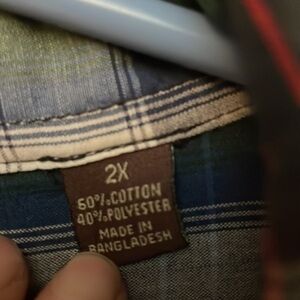 2X
60%COTTON
40%POLYESTER
MADE IN
BANGLADESH